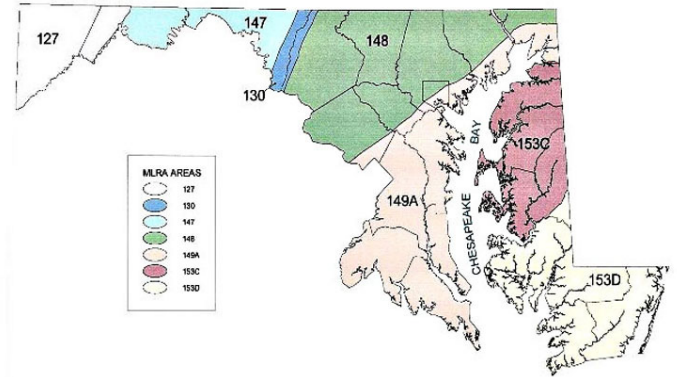 127
147
148
130
153C
CHESAPEAKE BAY
149A
153D
MLRA AREAS
127
130
147
148
149A
153C
153D